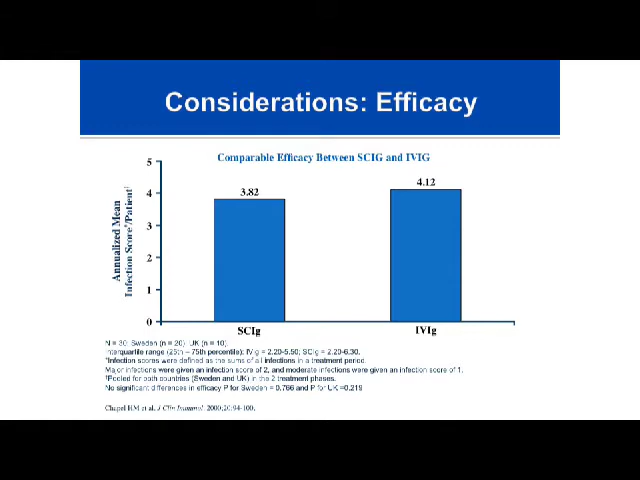 Considerations: Efficacy
Comparable Efficacy Between SCIG and IVIG
Annualized Mean
Infection Score*/Patient†
5
4
3
2
1
0
3.82
4.12
SCIg
IVIg
N = 30: Sweden (n = 20); UK (n = 10).
Interquartile range (25th – 75th percentile): IVIg = 2.20-5.50; SCIg = 2.20-6.30.
*Infection scores were defined as the sums of all infections in a treatment period.
Major infections were given an infection score of 2, and moderate infections were given an infection score of 1.
†Pooled for both countries (Sweden and UK) in the 2 treatment phases.
No significant differences in efficacy P for Sweden = 0.766 and P for UK =0.219
Chapel HM et al. J Clin Immunol. 2000;20:94-100.